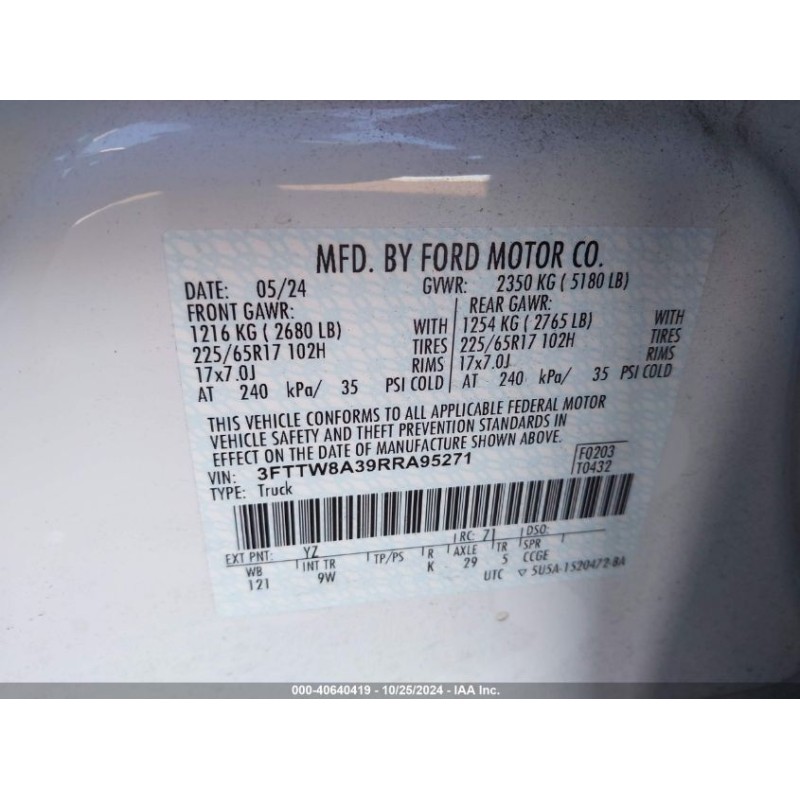 MFD. BY FORD MOTOR CO.
DATE: 05/24 GVWR: 2350 KG ( 5180 LB)
FRONT GAWR: REAR GAWR:
1216 KG ( 2680 LB) WITH 1254 KG ( 2765 LB) WITH
225/65R17 102H TIRES 225/65R17 102H TIRES
17x7.0J RIMS 17x7.0J RIMS
AT 240 kPa/ 35 PSI COLD AT 240 kPa/ 35 PSI COLD
THIS VEHICLE CONFORMS TO ALL APPLICABLE FEDERAL MOTOR
VEHICLE SAFETY AND THEFT PREVENTION STANDARDS IN
EFFECT ON THE DATE OF MANUFACTURE SHOWN ABOVE.
VIN: 3FTTW8A39RRA95271 F0203
TYPE: Truck T0432
EXT PNT: YZ RC: 71 DSO:
WB INT TR TP/PS R AXLE TR SPR
121 9W K 29 5 CCGE
UTC ▽ 5U5A-1520472-BA
000-40640419 - 10/25/2024 - IAA Inc.